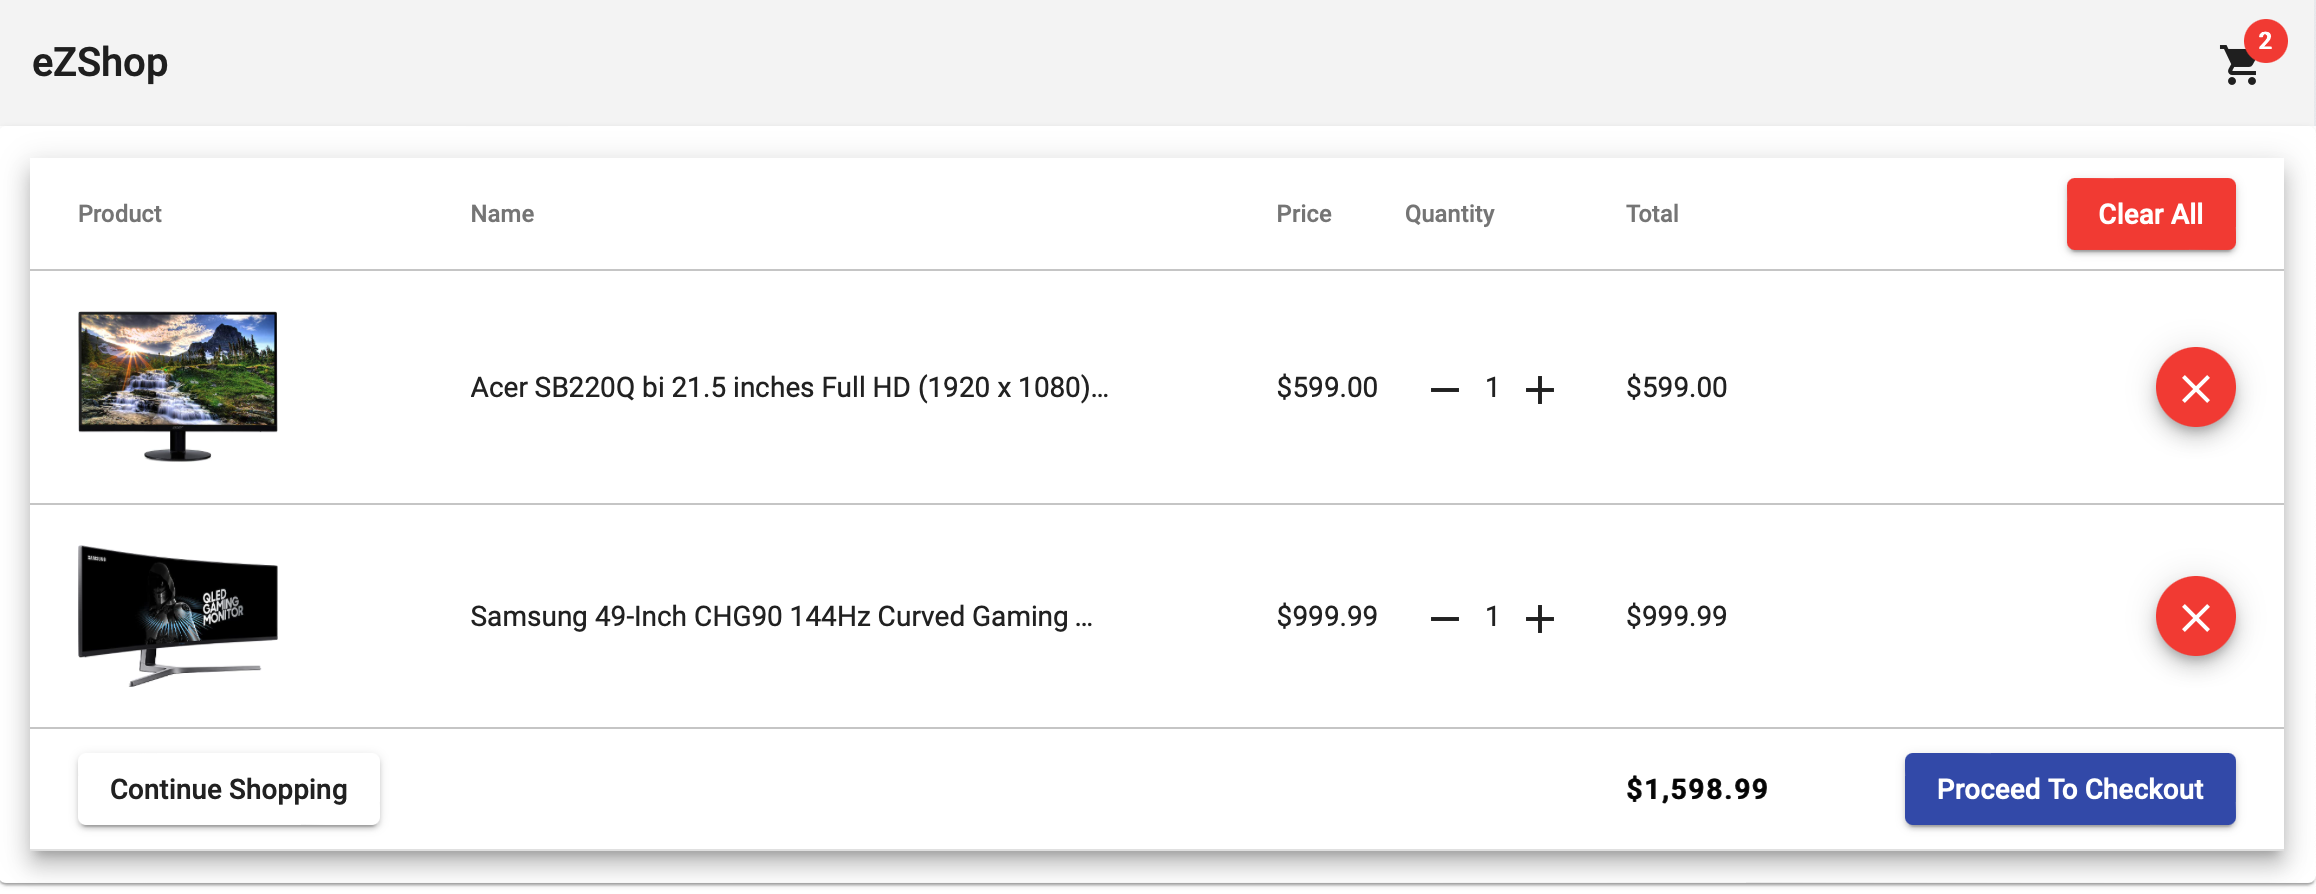 eZShop
2
Product Name Price Quantity Total Clear All
Acer SB220Q bi 21.5 inches Full HD (1920 x 1080)... $599.00 — 1 + $599.00
SAMSUNG
QLED
GAMING
MONITOR
Samsung 49-Inch CHG90 144Hz Curved Gaming ... $999.99 — 1 + $999.99
Continue Shopping $1,598.99 Proceed To Checkout